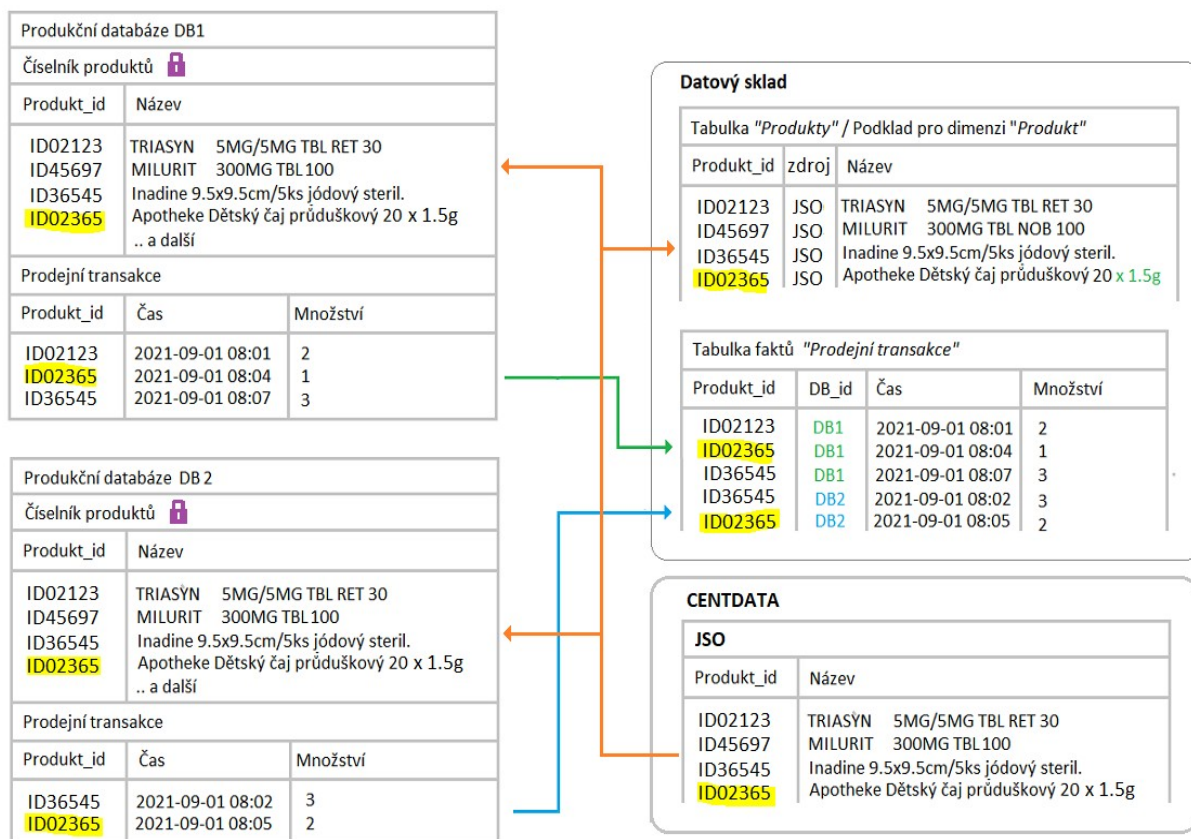 Produkční databáze DB1
Číselník produktů
Produkt_id Název
ID02123 TRIASYN 5MG/5MG TBL RET 30
ID45697 MILURIT 300MG TBL100
ID36545 Inadine 9.5x9.5cm/5ks jódový steril.
ID02365 Apotheke Dětský čaj průduškový 20 x 1.5g
.. a další
Prodejní transakce
Produkt_id Čas Množství
ID02123 2021-09-01 08:01 2
ID02365 2021-09-01 08:04 1
ID36545 2021-09-01 08:07 3
Produkční databáze DB 2
Číselník produktů
Produkt_id Název
ID02123 TRIASỲN 5MG/5MG TBL RET 30
ID45697 MILURIT 300MG TBL100
ID36545 Inadine 9.5x9.5cm/5ks jódový steril.
ID02365 Apotheke Dětský čaj průduškový 20 x 1.5g
.. a další
Prodejní transakce
Produkt_id Čas Množství
ID36545 2021-09-01 08:02 3
ID02365 2021-09-01 08:05 2
Datový sklad
Tabulka "Produkty" / Podklad pro dimenzi "Produkt"
Produkt_id zdroj Název
ID02123 JSO TRIASYN 5MG/5MG TBL RET 30
ID45697 JSO MILURIT 300MG TBL NOB 100
ID36545 JSO Inadine 9.5x9.5cm/5ks jódový steril.
ID02365 JSO Apotheke Dětský čaj průduškový 20 x 1.5g
Tabulka faktů "Prodejní transakce"
Produkt_id DB_id Čas Množství
ID02123 DB1 2021-09-01 08:01 2
ID02365 DB1 2021-09-01 08:04 1
ID36545 DB1 2021-09-01 08:07 3
ID36545 DB2 2021-09-01 08:02 3
ID02365 DB2 2021-09-01 08:05 2
CENTDATA
JSO
Produkt_id Název
ID02123 TRIASỲN 5MG/5MG TBL RET 30
ID45697 MILURIT 300MG TBL100
ID36545 Inadine 9.5x9.5cm/5ks jódový steril.
ID02365 Apotheke Dětský čaj průduškový 20 x 1.5g